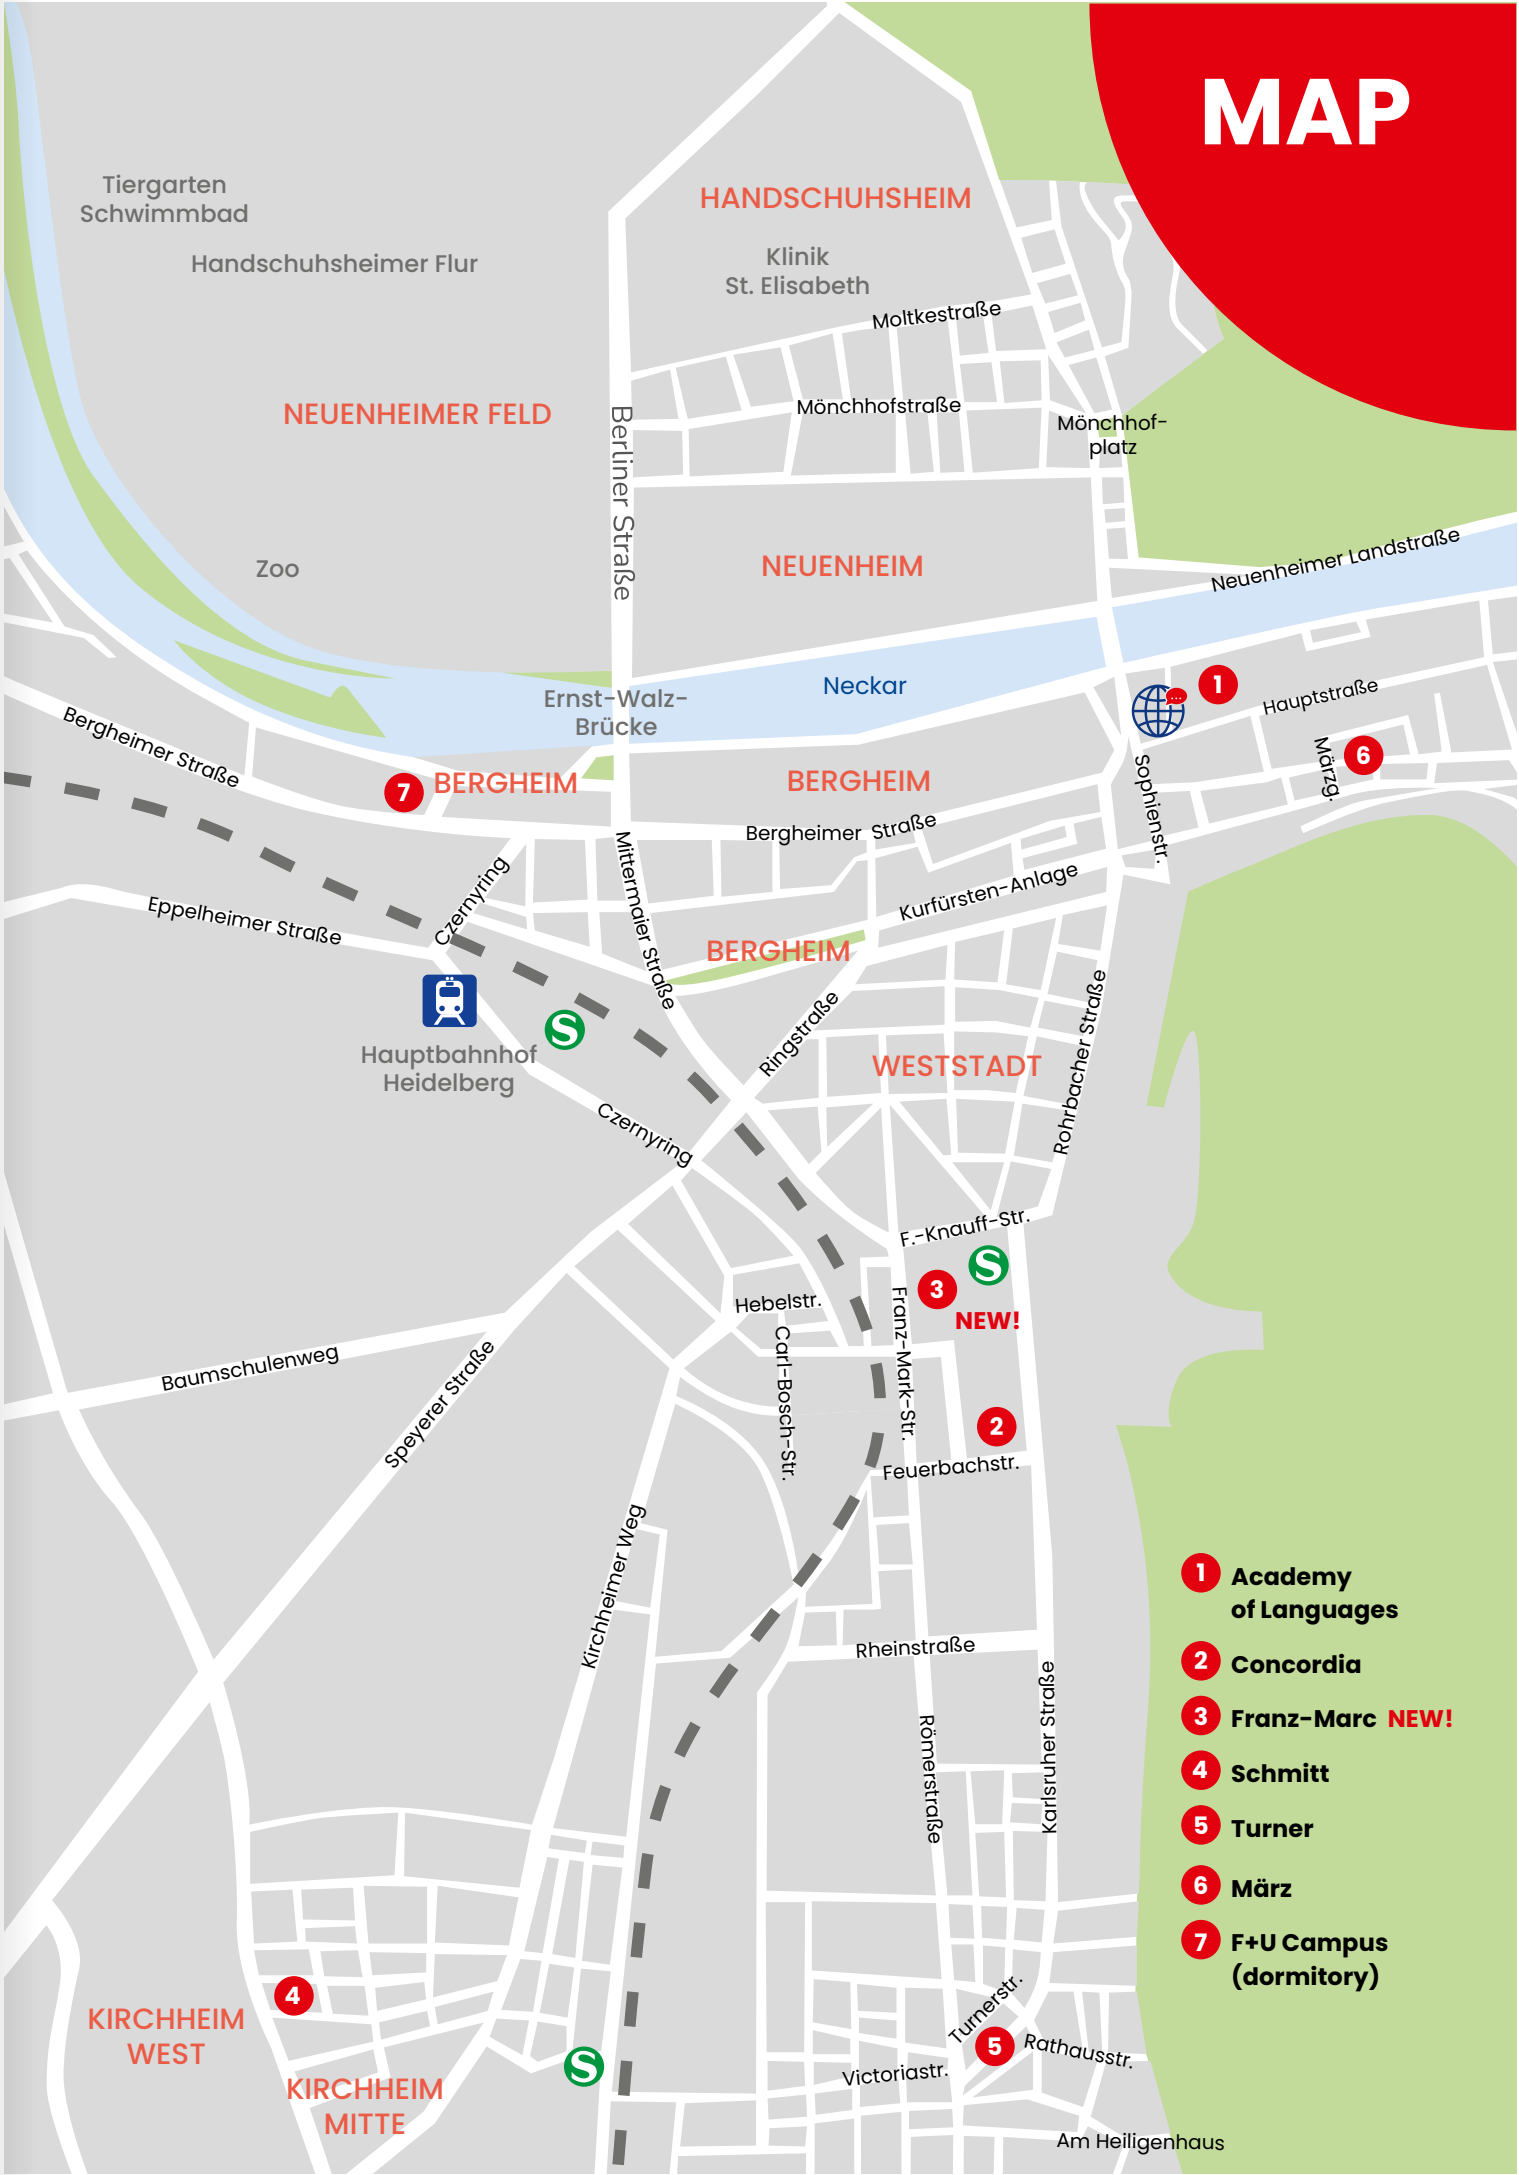 MAP
Tiergarten
Schwimmbad
HANDSCHUHSHEIM
Handschuhsheimer Flur
Klinik
St. Elisabeth
Moltkestraße
NEUENHEIMER FELD
Berliner Straße
Mönchhofstraße
Mönchhof-
platz
Zoo
NEUENHEIM
Neuenheimer Landstraße
Neckar
Ernst-Walz-
Brücke
1
Hauptstraße
Bergheimer Straße
7
BERGHEIM
BERGHEIM
Sophienstr.
Märzg.
6
Bergheimer Straße
Mittermaier Straße
Czernyring
Kurfürsten-Anlage
Eppelheimer Straße
BERGHEIM
S
Hauptbahnhof
Heidelberg
Ringstraße
WESTSTADT
Rohrbacher Straße
Czernyring
F.-Knauff-Str.
S
3
NEW!
Hebelstr.
Franz-Mark-Str.
Carl-Bosch-Str.
Baumschulenweg
Speyerer Straße
2
Feuerbachstr.
Kirchheimer Weg
Rheinstraße
Römerstraße
Karlsruher Straße
1 Academy
of Languages
2 Concordia
3 Franz-Marc NEW!
4 Schmitt
5 Turner
6 März
7 F+U Campus
(dormitory)
4
KIRCHHEIM
WEST
KIRCHHEIM
MITTE
S
Turnerstr.
5
Rathausstr.
Victoriastr.
Am Heiligenhaus